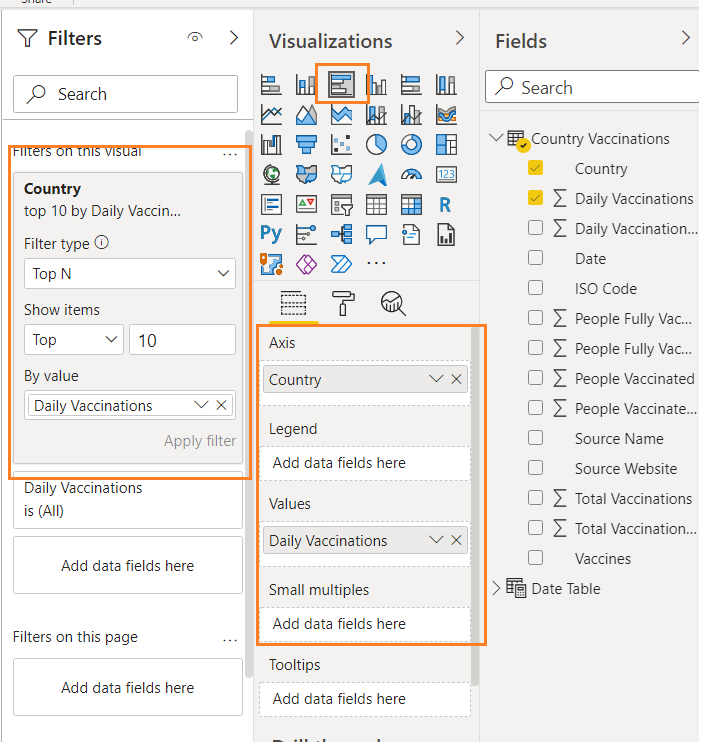 Share
Filters
Search
Filters on this visual
...
Country
top 10 by Daily Vaccin...
Filter type
Top N
Show items
Top
10
By value
Daily Vaccinations
Apply filter
Daily Vaccinations
is (All)
Add data fields here
Filters on this page
...
Add data fields here
Visualizations
123
R
Py
...
Axis
Country
Legend
Add data fields here
Values
Daily Vaccinations
Small multiples
Add data fields here
Tooltips
Add data fields here
Fields
Search
Country Vaccinations
Country
Σ Daily Vaccinations
Σ Daily Vaccination...
Date
ISO Code
Σ People Fully Vac...
Σ People Fully Vac...
Σ People Vaccinated
Σ People Vaccinate...
Source Name
Source Website
Σ Total Vaccinations
Σ Total Vaccination...
Vaccines
Date Table